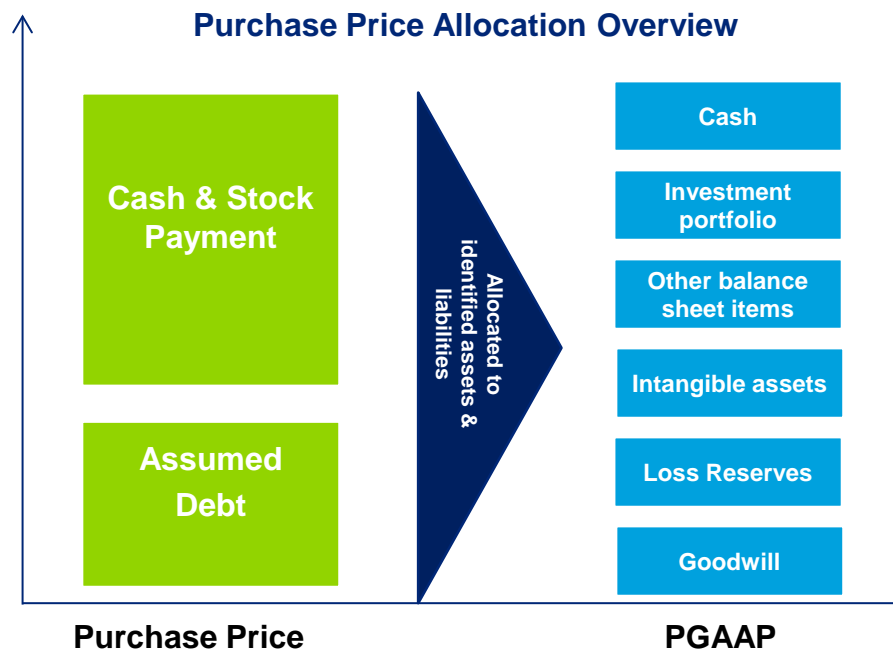 Purchase Price Allocation Overview
Cash & Stock
Payment
Assumed
Debt
Allocated to
identified assets &
liabilities
Cash
Investment
portfolio
Other balance
sheet items
Intangible assets
Loss Reserves
Goodwill
Purchase Price
PGAAP